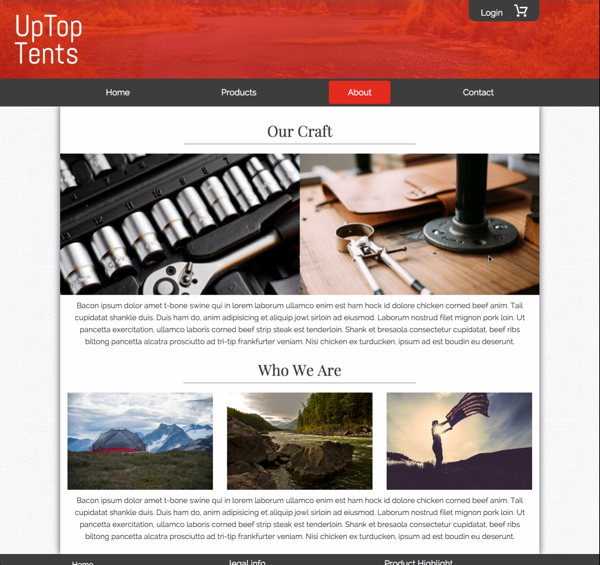 UpTop
Tents
Login
Home
Products
About
Contact
Our Craft
Bacon ipsum dolor amet t-bone swine qui in lorem laborum ullamco enim est ham hock id dolore chicken corned beef anim. Tail
cupidatat shankle duis. Duis ham do, anim adipisicing et aliquip jowl sirloin ad eiusmod. Laborum nostrud filet mignon pork loin. Ut
pancetta exercitation, ullamco laboris corned beef strip steak est tenderloin. Shank et bresaola consectetur cupidatat, beef ribs
biltong pancetta alcatra prosciutto ad tri-tip frankfurter veniam. Nisi chicken ex turducken, ipsum ad est boudin eu deserunt.
Who We Are
Bacon ipsum dolor amet t-bone swine qui in lorem laborum ullamco enim est ham hock id dolore chicken corned beef anim. Tail
cupidatat shankle duis. Duis ham do, anim adipisicing et aliquip jowl sirloin ad eiusmod. Laborum nostrud filet mignon pork loin. Ut
pancetta exercitation, ullamco laboris corned beef strip steak est tenderloin. Shank et bresaola consectetur cupidatat, beef ribs
biltong pancetta alcatra prosciutto ad tri-tip frankfurter veniam. Nisi chicken ex turducken, ipsum ad est boudin eu deserunt.
Home
legal info
Product Highlight